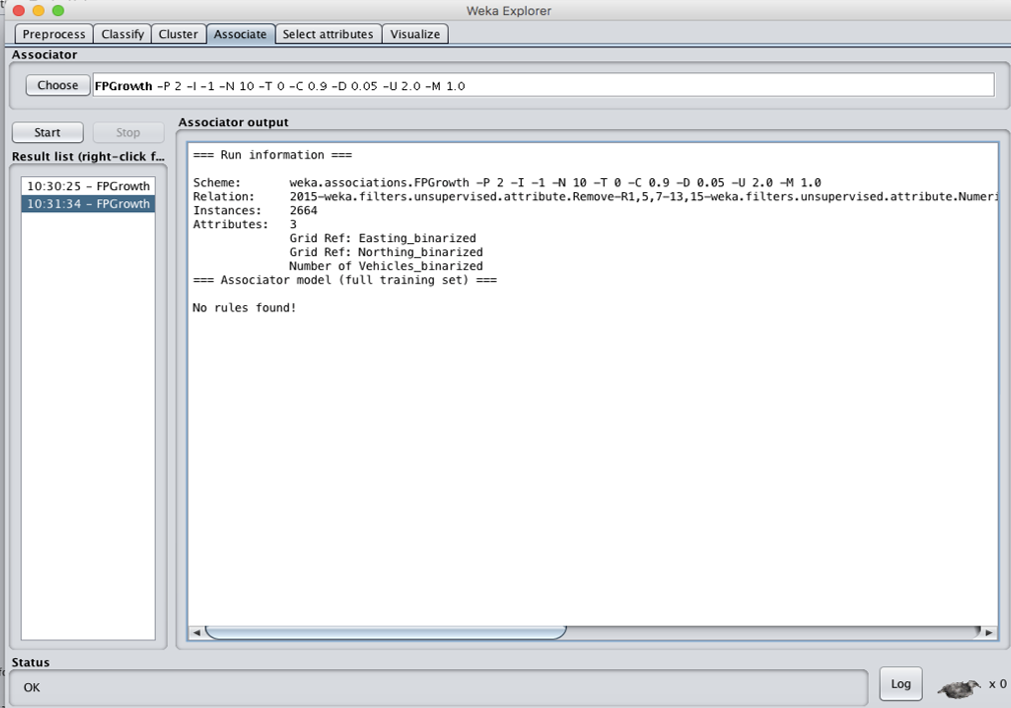 Weka Explorer
Preprocess Classify Cluster Associate Select attributes Visualize
Associator
Choose FPGrowth -P 2 -I -1 -N 10 -T 0 -C 0.9 -D 0.05 -U 2.0 -M 1.0
Start Stop
Result list (right-click f...
10:30:25 - FPGrowth
10:31:34 - FPGrowth
Associator output
=== Run information ===
Scheme: weka.associations.FPGrowth -P 2 -I -1 -N 10 -T 0 -C 0.9 -D 0.05 -U 2.0 -M 1.0
Relation: 2015-weka.filters.unsupervised.attribute.Remove-R1,5,7-13,15-weka.filters.unsupervised.attribute.Numeri
Instances: 2664
Attributes: 3
Grid Ref: Easting_binarized
Grid Ref: Northing_binarized
Number of Vehicles_binarized
=== Associator model (full training set) ===
No rules found!
Status
OK
Log x 0